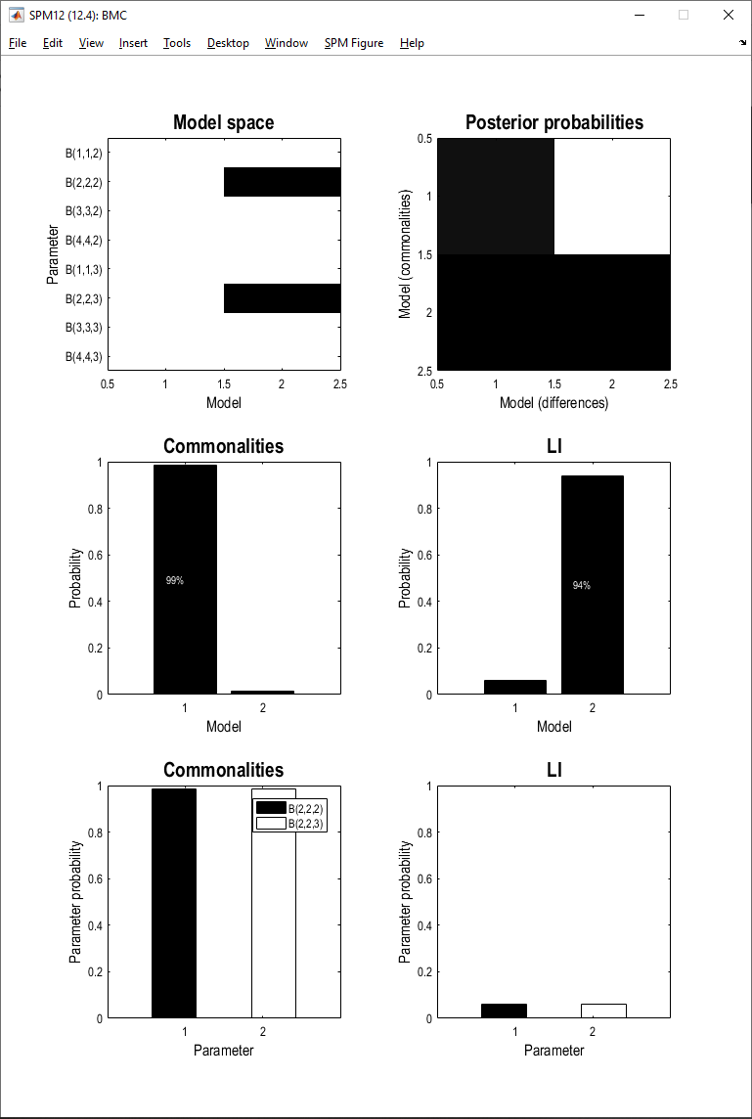 SPM12 (12.4): BMC
File Edit View Insert Tools Desktop Window SPM Figure Help
Model space
Parameter
B(1,1,2)
B(2,2,2)
B(3,3,2)
B(4,4,2)
B(1,1,3)
B(2,2,3)
B(3,3,3)
B(4,4,3)
0.5 1 1.5 2 2.5
Model
Posterior probabilities
Model (commonalities)
0.5
1
1.5
2
2.5
0.5 1 1.5 2 2.5
Model (differences)
Commonalities
Probability
1
0.8
0.6
0.4
0.2
0
99%
1 2
Model
LI
Probability
1
0.8
0.6
0.4
0.2
0
94%
1 2
Model
Commonalities
Parameter probability
1
0.8
0.6
0.4
0.2
0
B(2,2,2)
B(2,2,3)
1 2
Parameter
LI
Parameter probability
1
0.8
0.6
0.4
0.2
0
1 2
Parameter